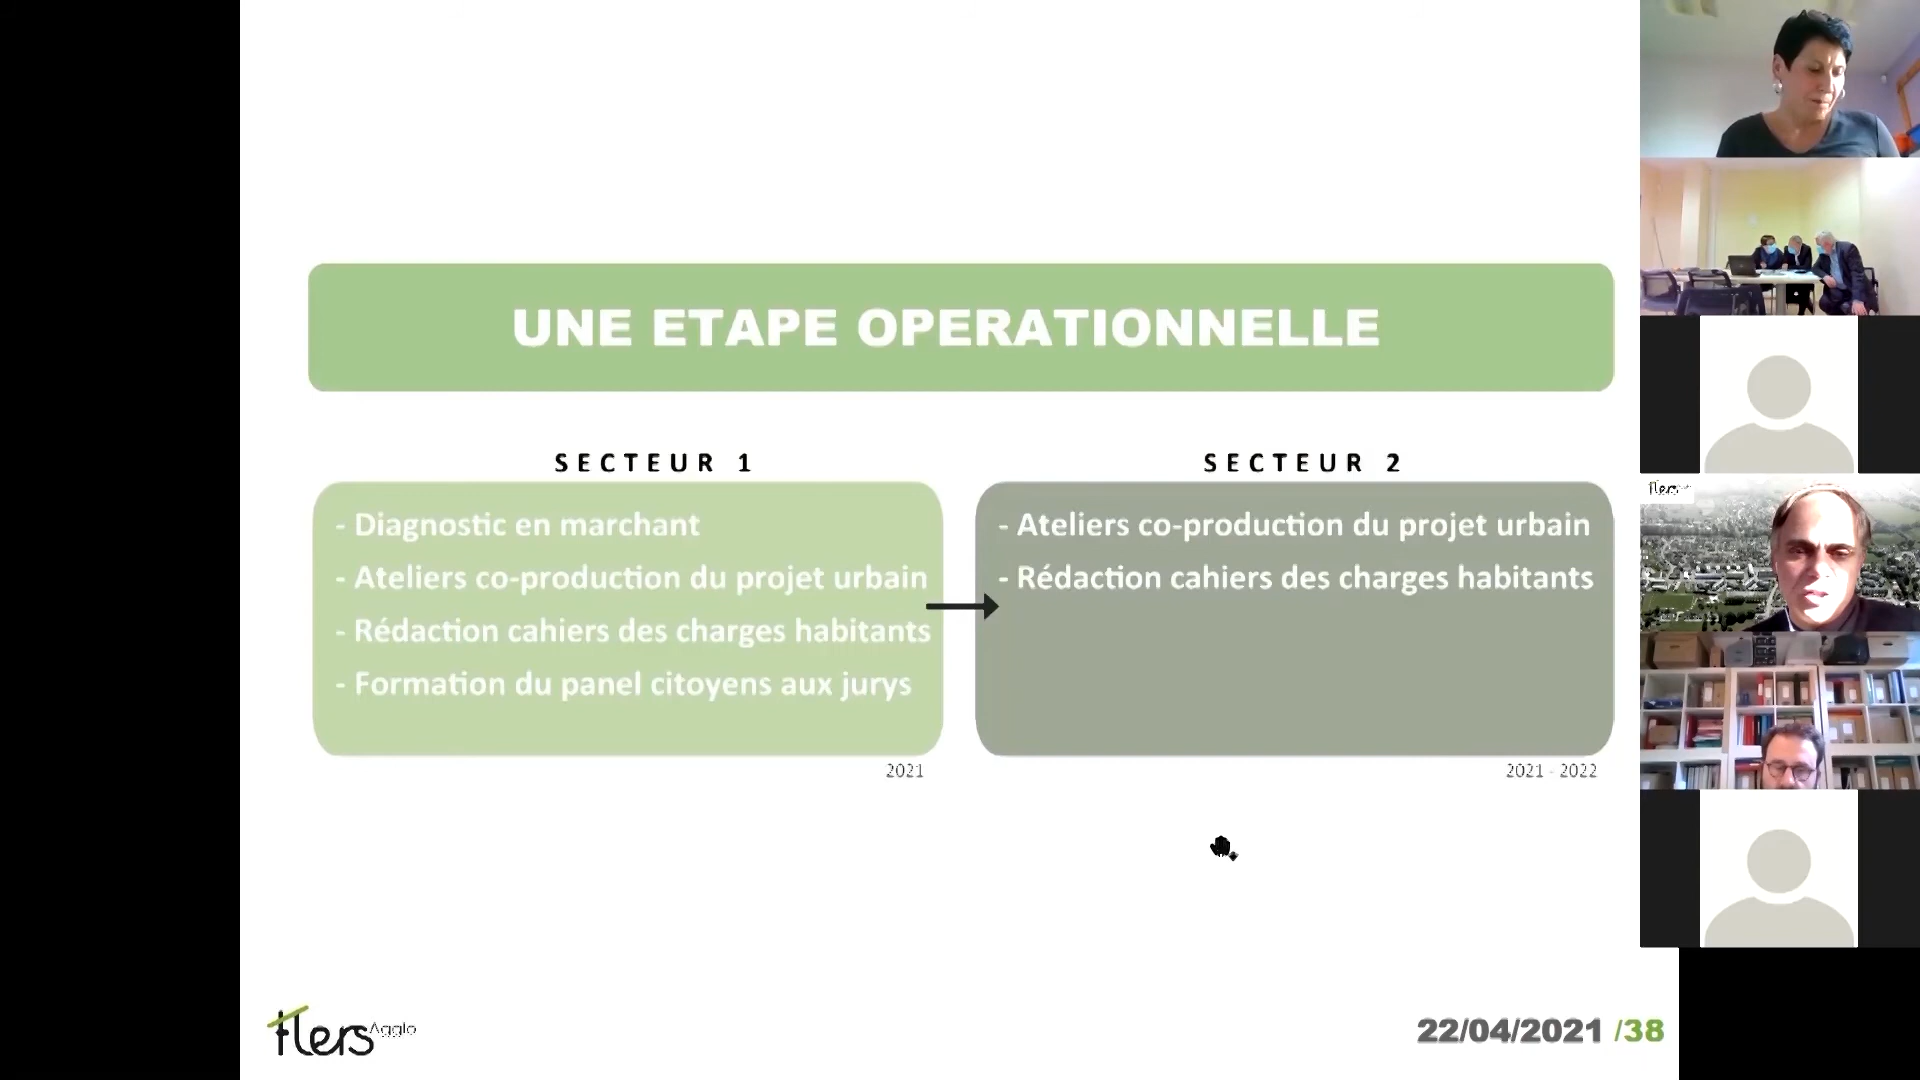 UNE ETAPE OPERATIONNELLE
SECTEUR 1
- Diagnostic en marchant
- Ateliers co-production du projet urbain
- Rédaction cahiers des charges habitants
- Formation du panel citoyens aux jurys
2021
SECTEUR 2
- Ateliers co-production du projet urbain
- Rédaction cahiers des charges habitants
2021 - 2022
flers Agglo
22/04/2021 /38
flers